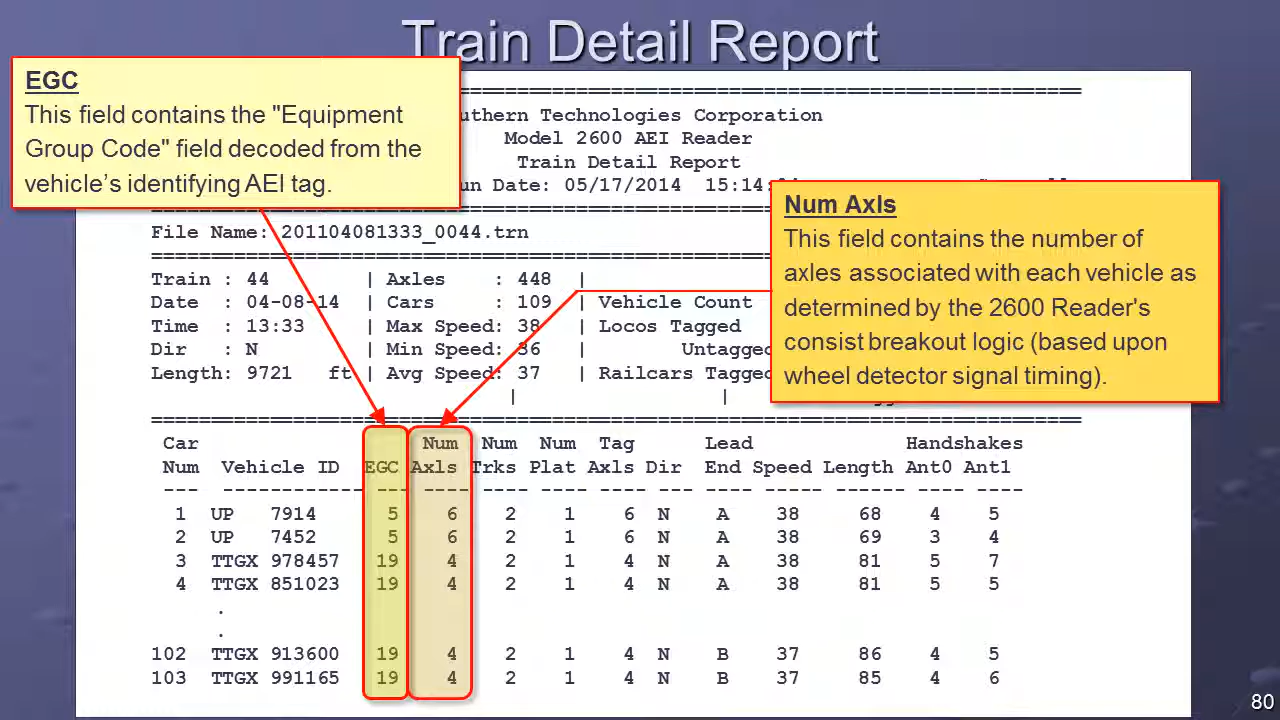 Train Detail Report
EGC
This field contains the "Equipment
Group Code" field decoded from the
vehicle's identifying AEI tag.
Technologies Corporation
Model 2600 AEI Reader
Train Detail Report
Date: 05/17/2014 15:14:
Num Axls
This field contains the number of
axles associated with each vehicle as
determined by the 2600 Reader's
consist breakout logic (based upon
wheel detector signal timing).
File Name: 201104081333_0044.trn
Train : 44 | Axles : 448 |
Date : 04-08-14 | Cars : 109 | Vehicle Count
Time : 13:33 | Max Speed: 38 | Locos Tagged
Dir : N | Min Speed: 36 | Untagged
Length: 9721 ft | Avg Speed: 37 | Railcars Tagged
| |
Car Num Num Num Tag Lead Handshakes
Num Vehicle ID EGC Axls Trks Plat Axls Dir End Speed Length Ant0 Ant1
--- ------------ --- ---- ---- ---- ---- --- ---- ----- ------ ---- ----
1 UP 7914 5 6 2 1 6 N A 38 68 4 5
2 UP 7452 5 6 2 1 6 N A 38 69 3 4
3 TTGX 978457 19 4 2 1 4 N A 38 81 5 7
4 TTGX 851023 19 4 2 1 4 N A 38 81 5 5
.
.
102 TTGX 913600 19 4 2 1 4 N B 37 86 4 5
103 TTGX 991165 19 4 2 1 4 N B 37 85 4 6
80